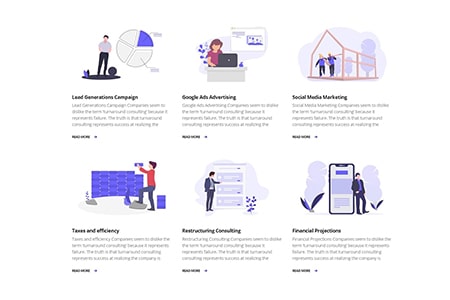 Lead Generations Campaign
Lead Generations Campaign Companies seem to
dislike the term turnaround consulting' because it
represents failure. The truth is that turnaround
consulting represents success at realizing the
READ MORE
Google Ads Advertising
Google Ads Advertising Companies seem to dislike
the term 'turnaround consulting' because it
represents failure. The truth is that turnaround
consulting represents success at realizing the
READ MORE
Social Media Marketing
Social Media Marketing Companies seem to dislike
the term 'turnaround consulting' because it
represents failure. The truth is that turnaround
consulting represents success at realizing the
READ MORE
Taxes and efficiency
Taxes and efficiency Companies seem to dislike the
term 'turnaround consulting' because it represents
failure. The truth is that turnaround consulting
represents success at realizing the company is
READ MORE
Restructuring Consulting
Restructuring Consulting Companies seem to
dislike the term 'turnaround consulting' because it
represents failure. The truth is that turnaround
consulting represents success at realizing the
READ MORE
Financial Projections
Financial Projections Companies seem to dislike the
term 'turnaround consulting' because it represents
failure. The truth is that turnaround consulting
represents success at realizing the company is
READ MORE